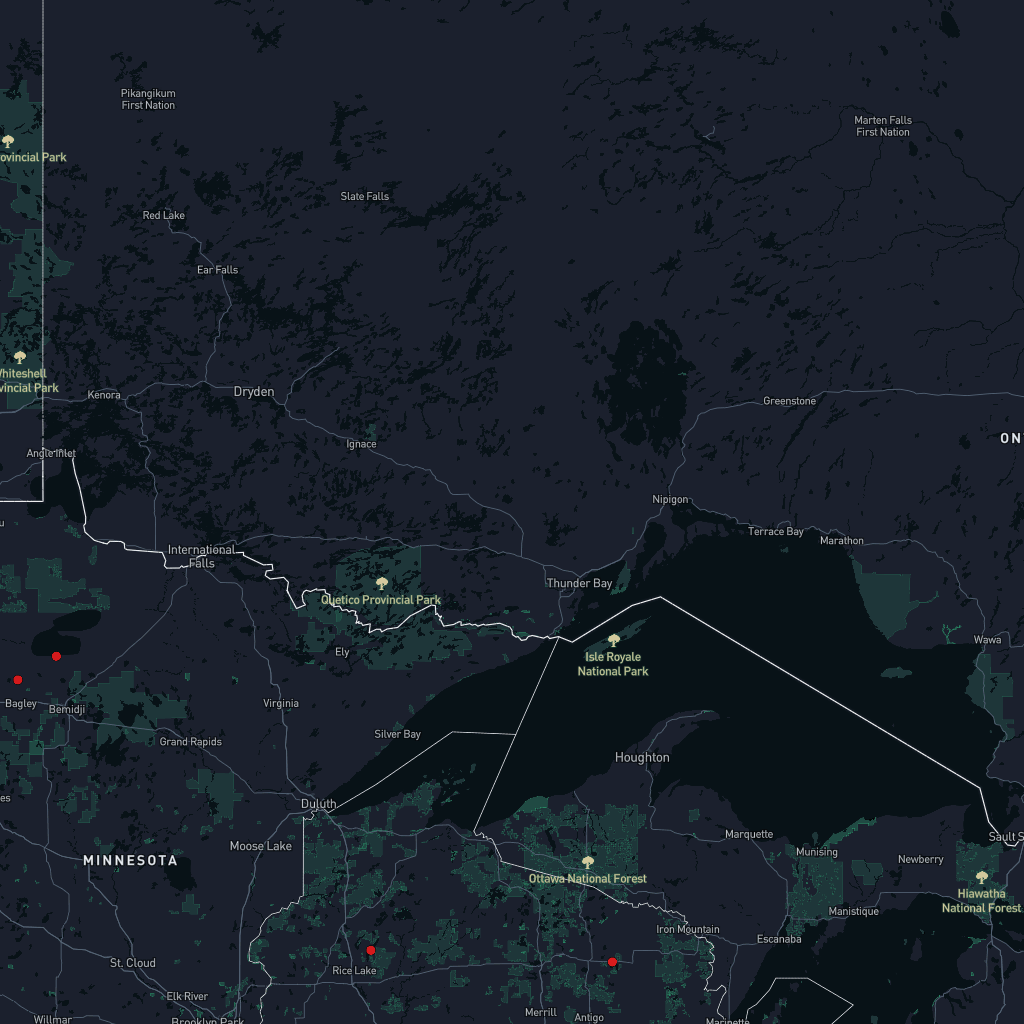 Pikangikum
First Nation
Marten Falls
First Nation
ovincial Park
Slate Falls
Red Lake
Ear Falls
Whiteshell
vincial Park
Kenora
Dryden
Greenstone
ONT
Ignace
Angle Inlet
Nipigon
u
Terrace Bay
Marathon
International
Falls
Thunder Bay
Quetico Provincial Park
Wawa
Ely
Isle Royale
National Park
Bagley
Bemidji
Virginia
Silver Bay
Grand Rapids
Houghton
es
Duluth
Marquette
Sault S
Moose Lake
Munising
MINNESOTA
Newberry
Ottawa National Forest
Hiawatha
National Forest
Manistique
Iron Mountain
Escanaba
St. Cloud
Rice Lake
Elk River
Merrill
Antigo
Willmar
Brooklyn Park
Marinette